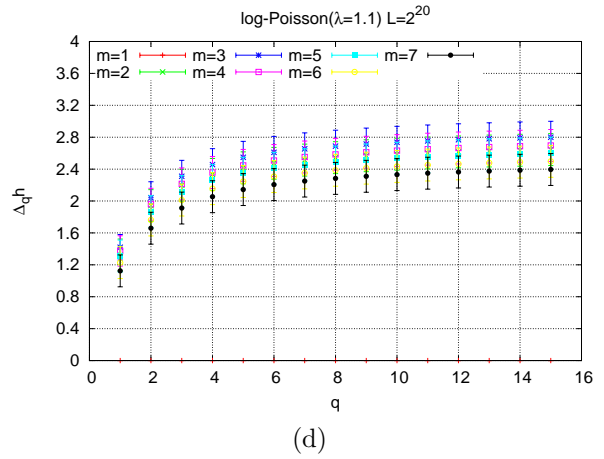 log-Poisson(λ=1.1) L=2^20
m=1 m=3 m=5 m=7
m=2 m=4 m=6
4
3.6
3.2
2.8
2.4
2
1.6
1.2
0.8
0.4
0
Δqh
0 2 4 6 8 10 12 14 16
q
(d)